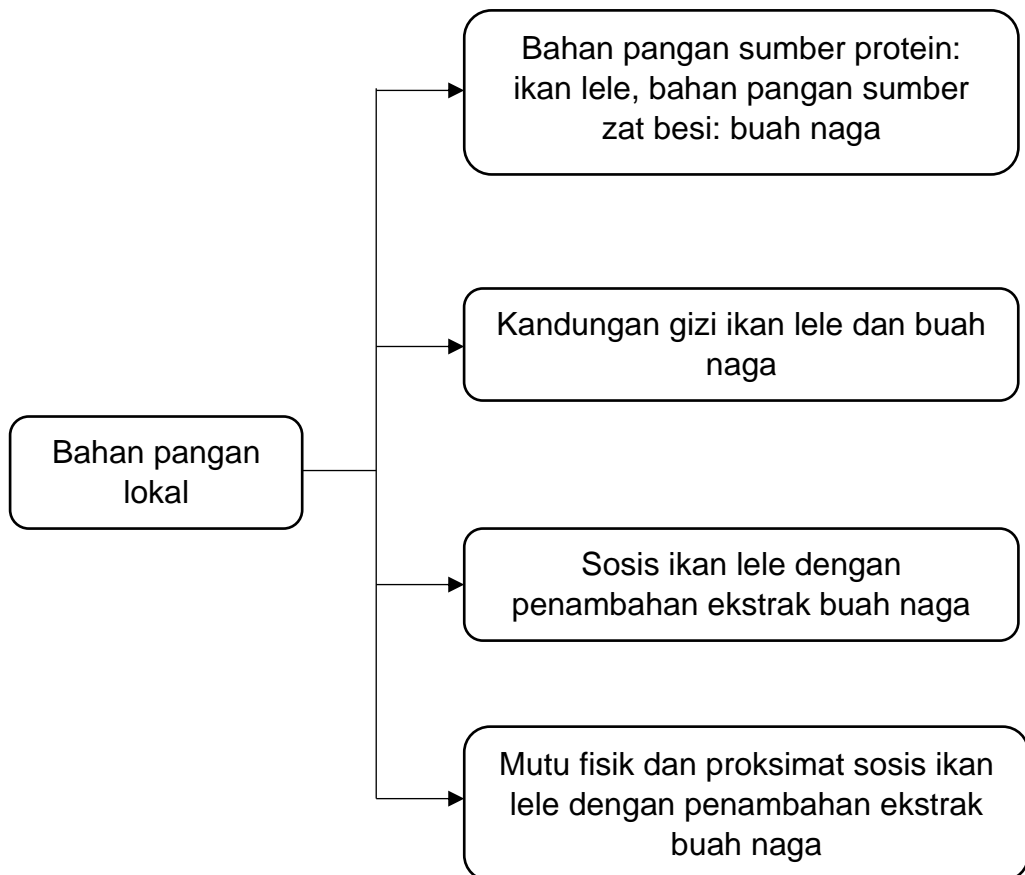 Bahan pangan sumber protein:
ikan lele, bahan pangan sumber
zat besi: buah naga
Kandungan gizi ikan lele dan buah
naga
Bahan pangan
lokal
Sosis ikan lele dengan
penambahan ekstrak buah naga
Mutu fisik dan proksimat sosis ikan
lele dengan penambahan ekstrak
buah naga